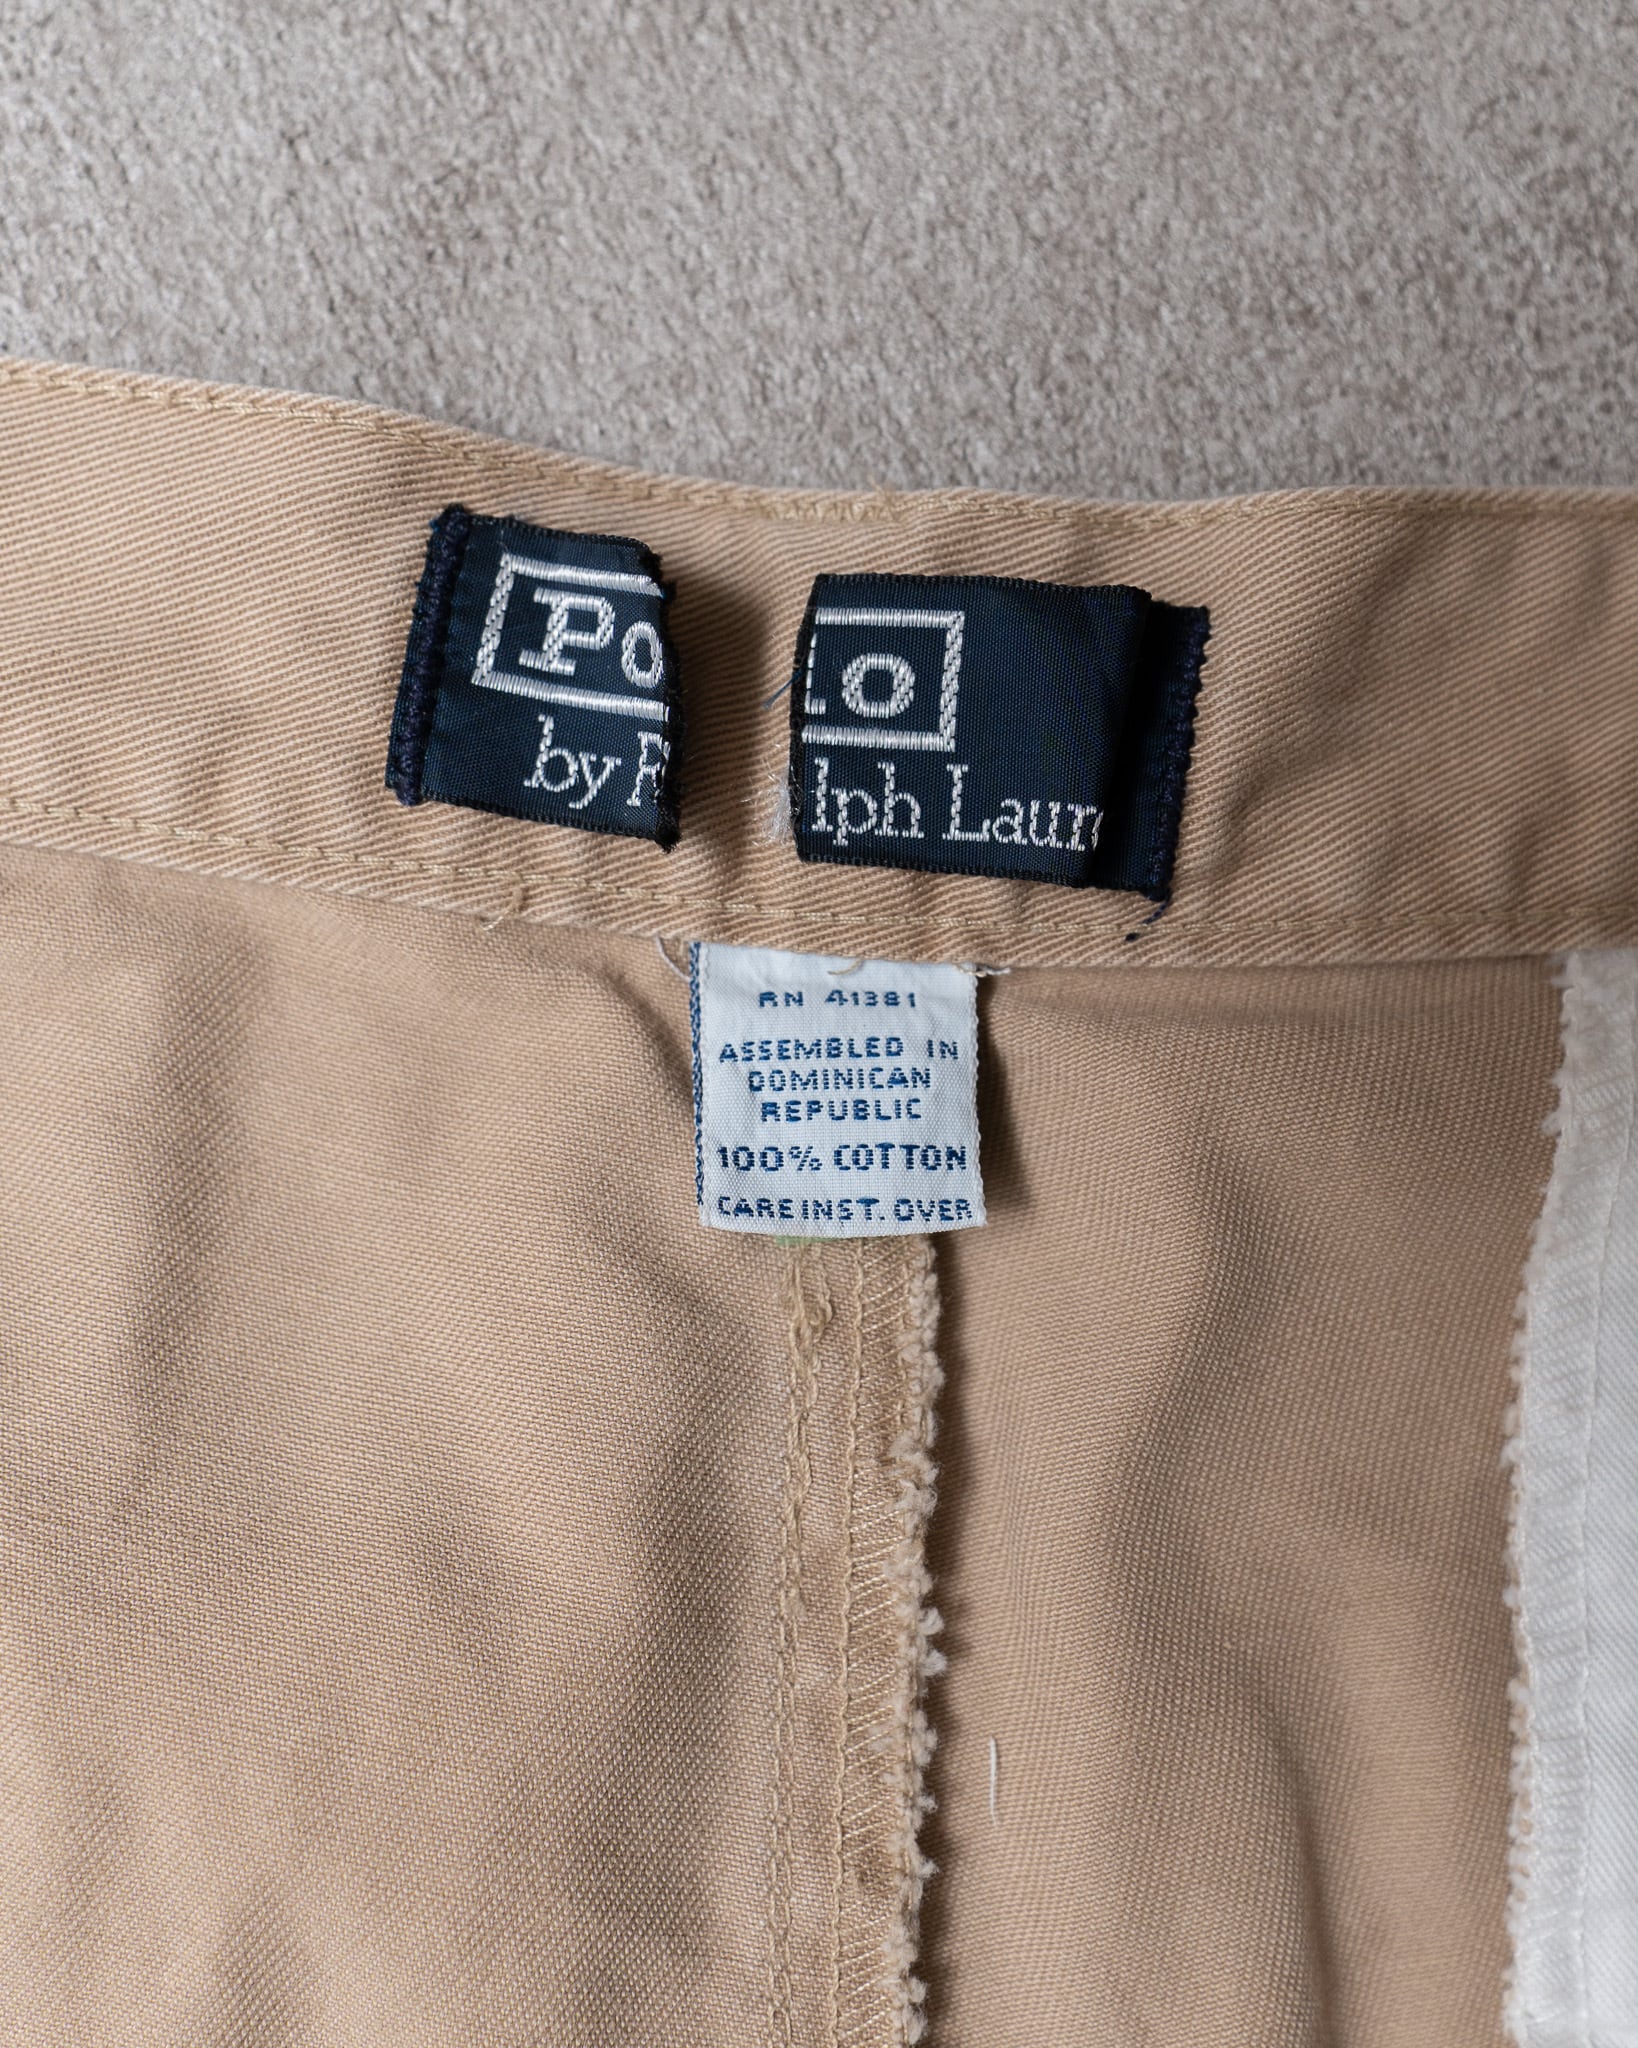 Po lo
by R lph Laur
RN 41381
ASSEMBLED IN
DOMINICAN
REPUBLIC
100% COTTON
CARE INST. OVER